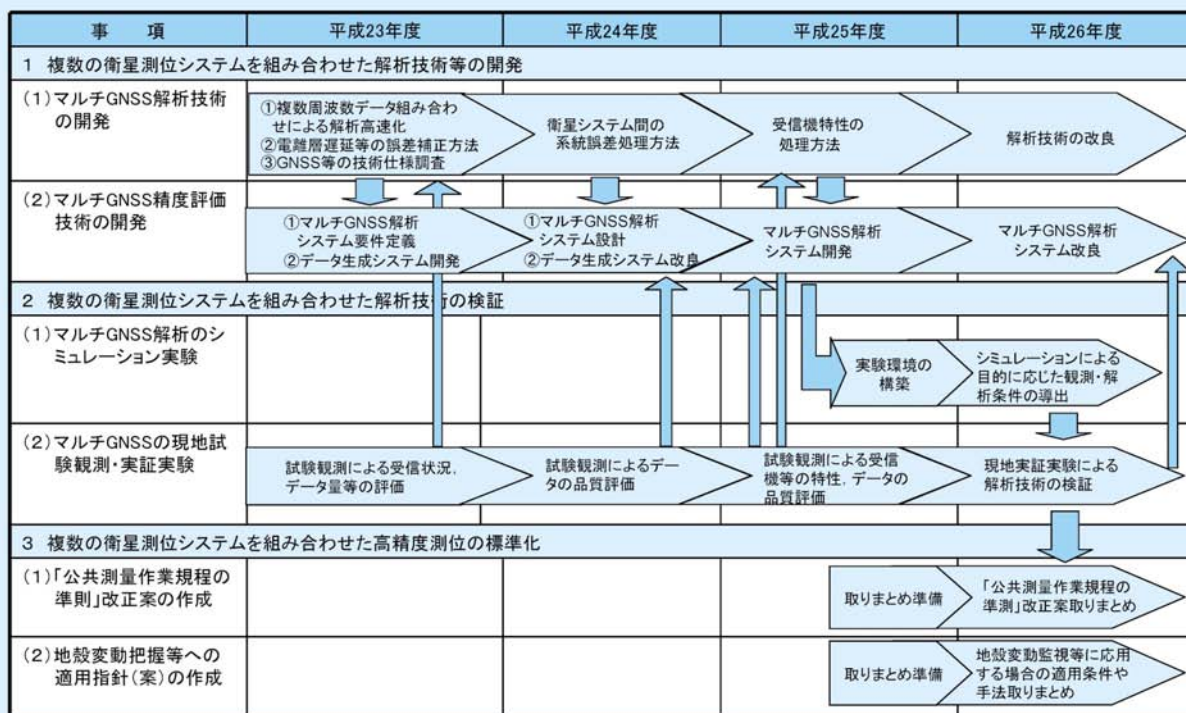 事　項
平成23年度
平成24年度
平成25年度
平成26年度
1 複数の衛星測位システムを組み合わせた解析技術等の開発
(1)マルチGNSS解析技術
の開発
①複数周波数データ組み合わ
せによる解析高速化
②電離層遅延等の誤差補正方法
③GNSS等の技術仕様調査
衛星システム間の
系統誤差処理方法
受信機特性の
処理方法
解析技術の改良
(2)マルチGNSS精度評価
技術の開発
①マルチGNSS解析
システム要件定義
②データ生成システム開発
①マルチGNSS解析
システム設計
②データ生成システム改良
マルチGNSS解析
システム開発
マルチGNSS解析
システム改良
2 複数の衛星測位システムを組み合わせた解析技術の検証
(1)マルチGNSS解析のシ
ミュレーション実験
実験環境の
構築
シミュレーションによる
目的に応じた観測・解
析条件の導出
(2)マルチGNSSの現地試
験観測・実証実験
試験観測による受信状況,
データ量等の評価
試験観測によるデー
タの品質評価
試験観測による受信
機等の特性,データの
品質評価
現地実証実験による
解析技術の検証
3 複数の衛星測位システムを組み合わせた高精度測位の標準化
(1)「公共測量作業規程の
準則」改正案の作成
取りまとめ準備
「公共測量作業規程の
準測」改正案取りまとめ
(2)地殻変動把握等への
適用指針(案)の作成
取りまとめ準備
地殻変動監視等に応用
する場合の適用条件や
手法取りまとめ